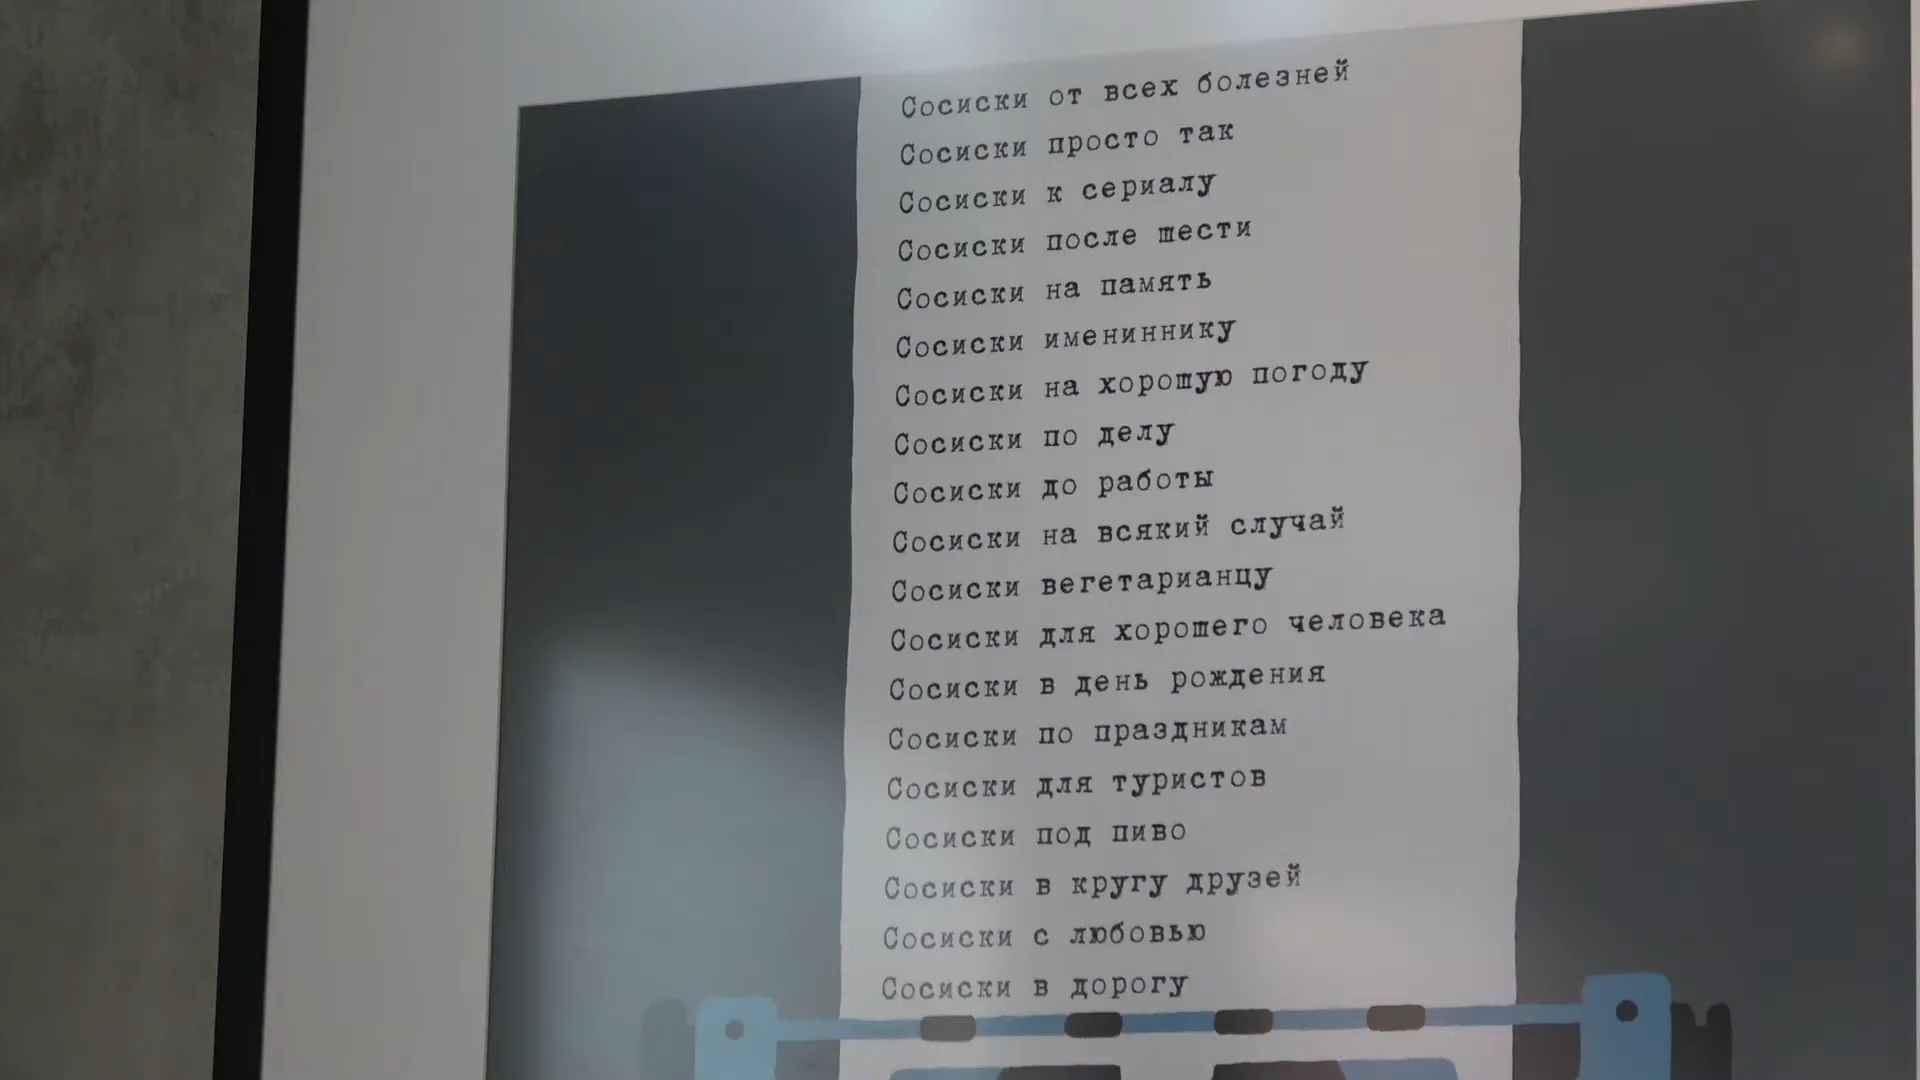 Сосиски от всех болезней
Сосиски просто так
Сосиски к сериалу
Сосиски после шести
Сосиски на память
Сосиски имениннику
Сосиски на хорошую погоду
Сосиски по делу
Сосиски до работы
Сосиски на всякий случай
Сосиски вегетарианцу
Сосиски для хорошего человека
Сосиски в день рождения
Сосиски по праздникам
Сосиски для туристов
Сосиски под пиво
Сосиски в кругу друзей
Сосиски с любовью
Сосиски в дорогу